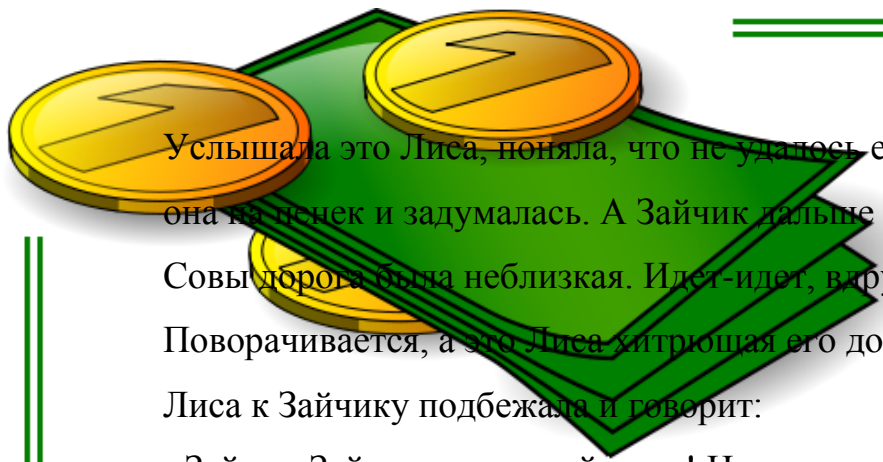 Услышала это Лиса, поняла, что не удалось е
она на пенек и задумалась. А Зайчик дальше
Совы дорога была неблизкая. Идет-идет, вдру
Поворачивается, а это Лиса хитрющая его до
Лиса к Зайчику подбежала и говорит: